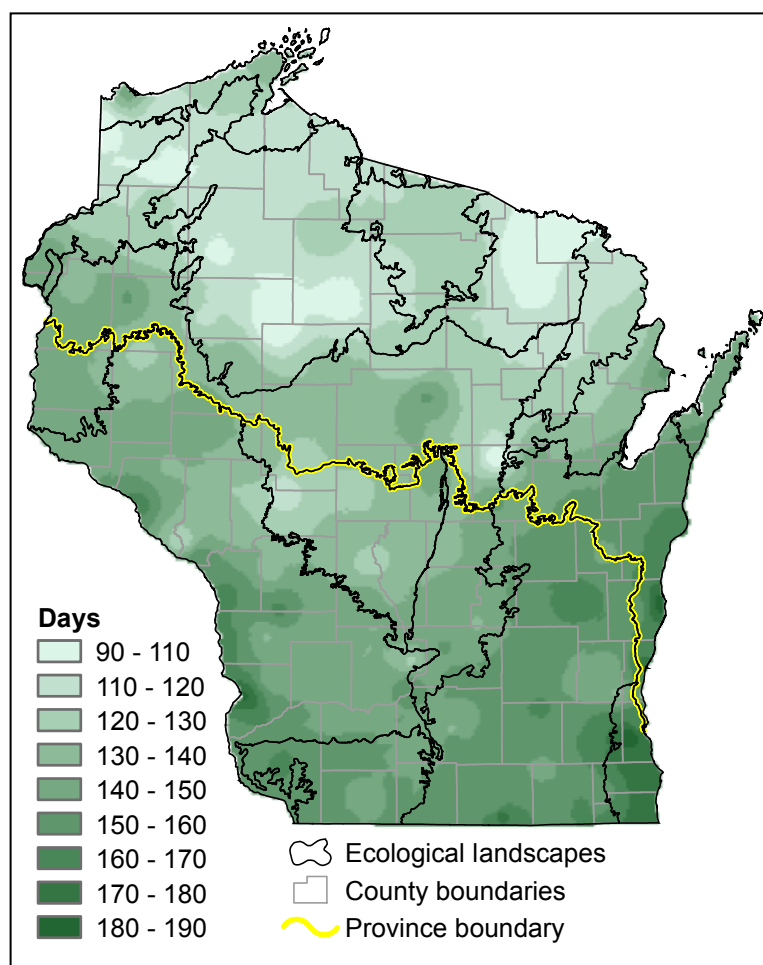 Days
90 - 110
110 - 120
120 - 130
130 - 140
140 - 150
150 - 160
160 - 170
170 - 180
180 - 190
Ecological landscapes
County boundaries
Province boundary